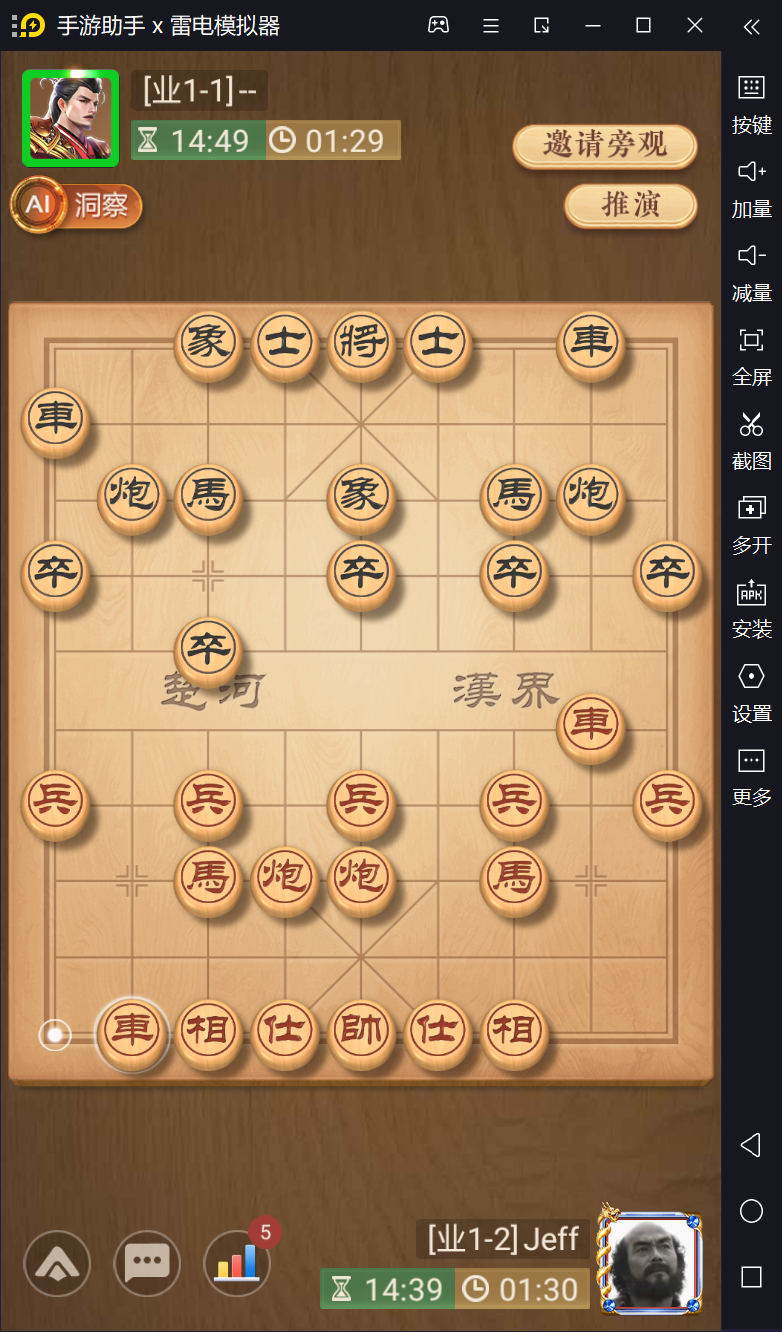 手游助手 x 雷电模拟器
[业1-1]--
14:49 01:29
邀请旁观
AI 洞察
推演
按键
加量
减量
全屏
截图
多开
APK
安装
设置
更多
象 士 將 士 車
車
炮 馬 象 馬 炮
卒 卒 卒 卒
卒
楚河 漢界
車
兵 兵 兵 兵 兵
馬 炮 炮 馬
車 相 仕 帥 仕 相
5
[业1-2] Jeff
14:39 01:30